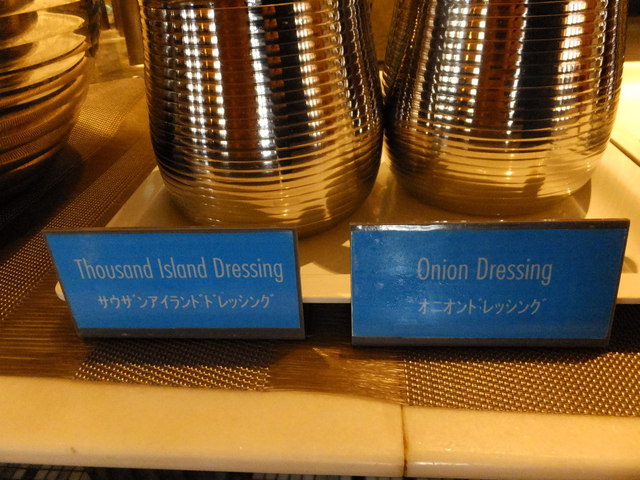 Thousand Island Dressing
サウザンアイランドドレッシング
Onion Dressing
オニオンドレッシング